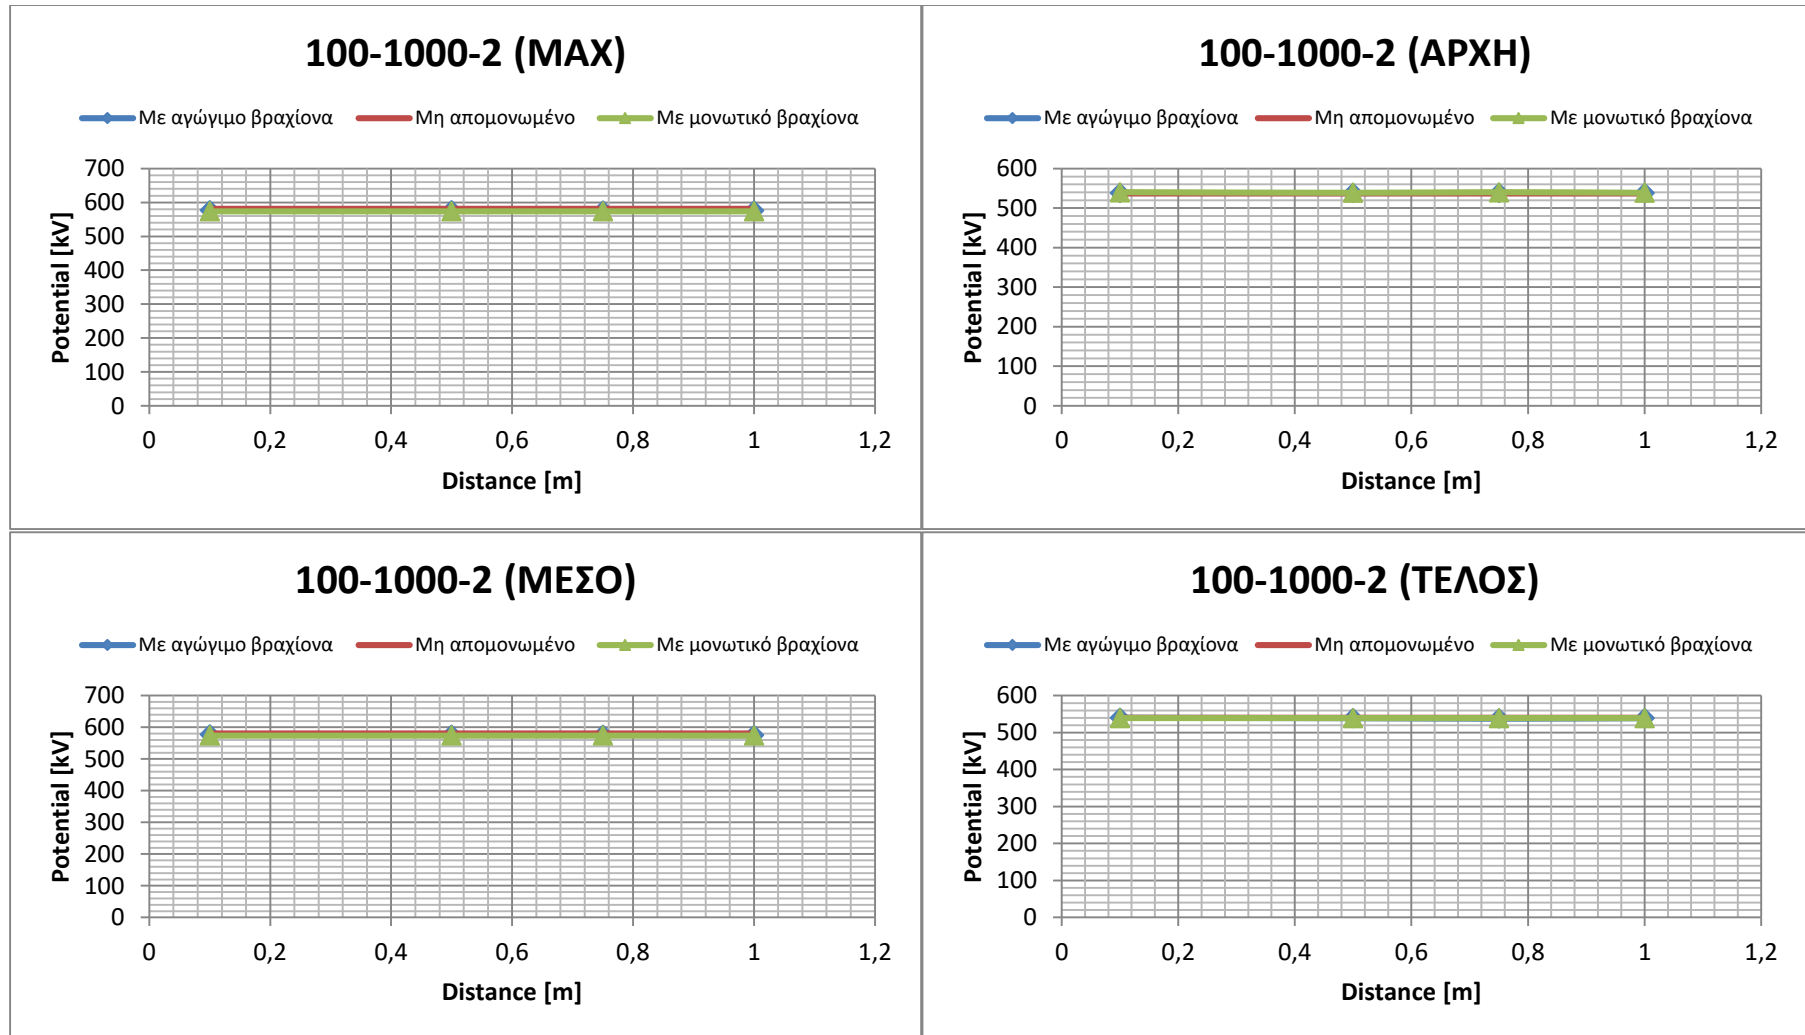 100-1000-2 (MAX)
Με αγώγιμο βραχίονα Μη απομονωμένο Με μονωτικό βραχίονα
700
600
500
400
300
200
100
0
Potential [kV]
0 0,2 0,4 0,6 0,8 1 1,2
Distance [m]
100-1000-2 (ΑΡΧΗ)
Με αγώγιμο βραχίονα Μη απομονωμένο Με μονωτικό βραχίονα
600
500
400
300
200
100
0
Potential [kV]
0 0,2 0,4 0,6 0,8 1 1,2
Distance [m]
100-1000-2 (ΜΕΣΟ)
Με αγώγιμο βραχίονα Μη απομονωμένο Με μονωτικό βραχίονα
700
600
500
400
300
200
100
0
Potential [kV]
0 0,2 0,4 0,6 0,8 1 1,2
Distance [m]
100-1000-2 (ΤΕΛΟΣ)
Με αγώγιμο βραχίονα Μη απομονωμένο Με μονωτικό βραχίονα
600
500
400
300
200
100
0
Potential [kV]
0 0,2 0,4 0,6 0,8 1 1,2
Distance [m]